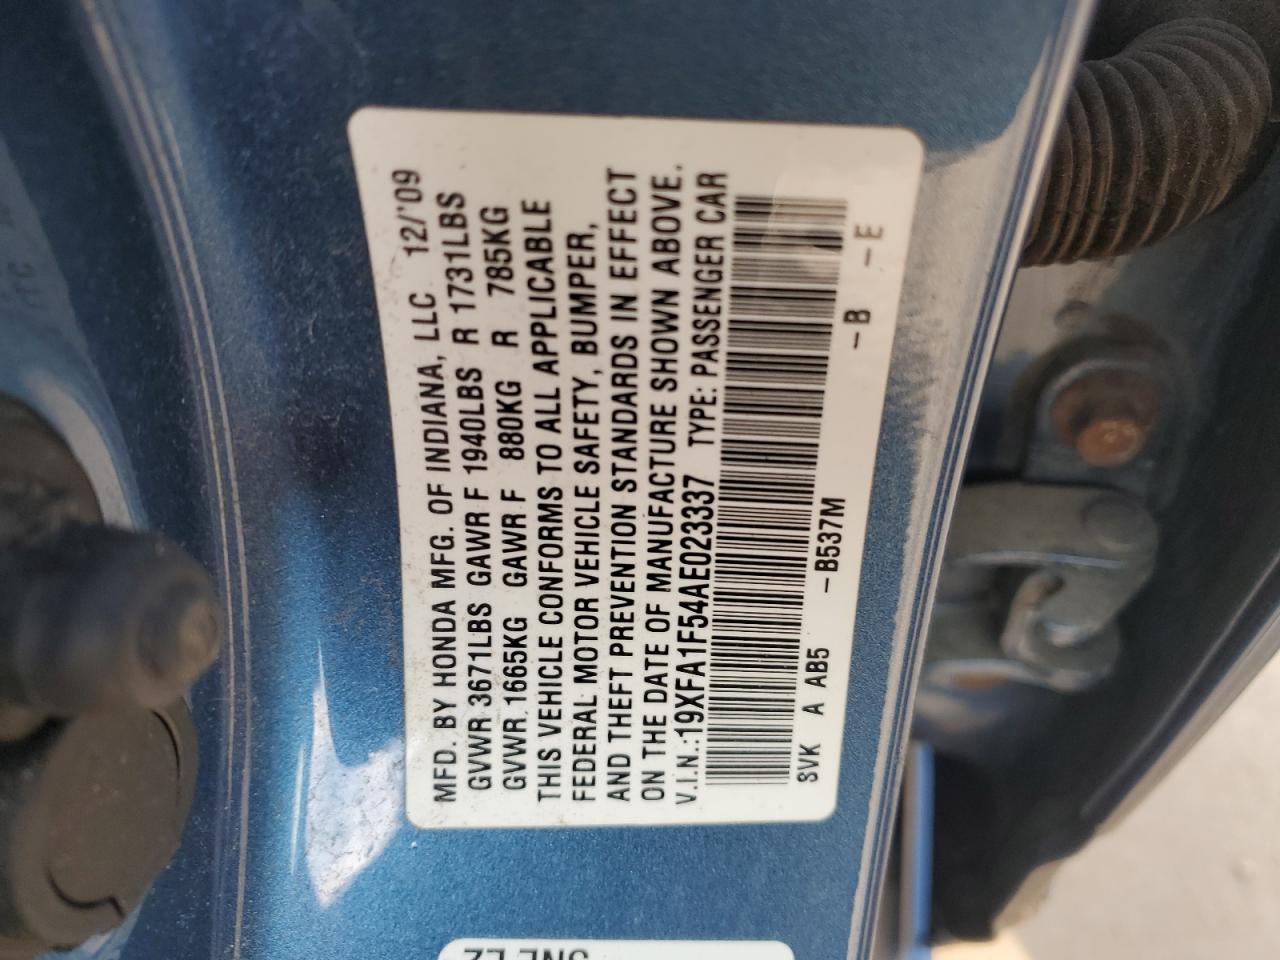 MFD. BY HONDA MFG. OF INDIANA, LLC 12/'09
GVWR 3671LBS GAWR F 1940LBS R 1731LBS
GVWR 1665KG GAWR F 880KG R 785KG
THIS VEHICLE CONFORMS TO ALL APPLICABLE
FEDERAL MOTOR VEHICLE SAFETY, BUMPER,
AND THEFT PREVENTION STANDARDS IN EFFECT
ON THE DATE OF MANUFACTURE SHOWN ABOVE.
V.I.N.:19XFA1F54AE023337 TYPE: PASSENGER CAR
SVK A AB5 -B537M -B -E